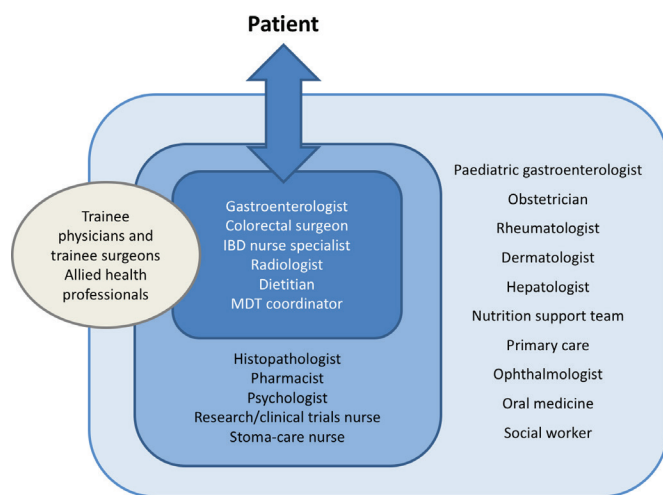 Patient
Trainee
physicians and
trainee surgeons
Allied health
professionals
Gastroenterologist
Colorectal surgeon
IBD nurse specialist
Radiologist
Dietitian
MDT coordinator
Histopathologist
Pharmacist
Psychologist
Research/clinical trials nurse
Stoma-care nurse
Paediatric gastroenterologist
Obstetrician
Rheumatologist
Dermatologist
Hepatologist
Nutrition support team
Primary care
Ophthalmologist
Oral medicine
Social worker